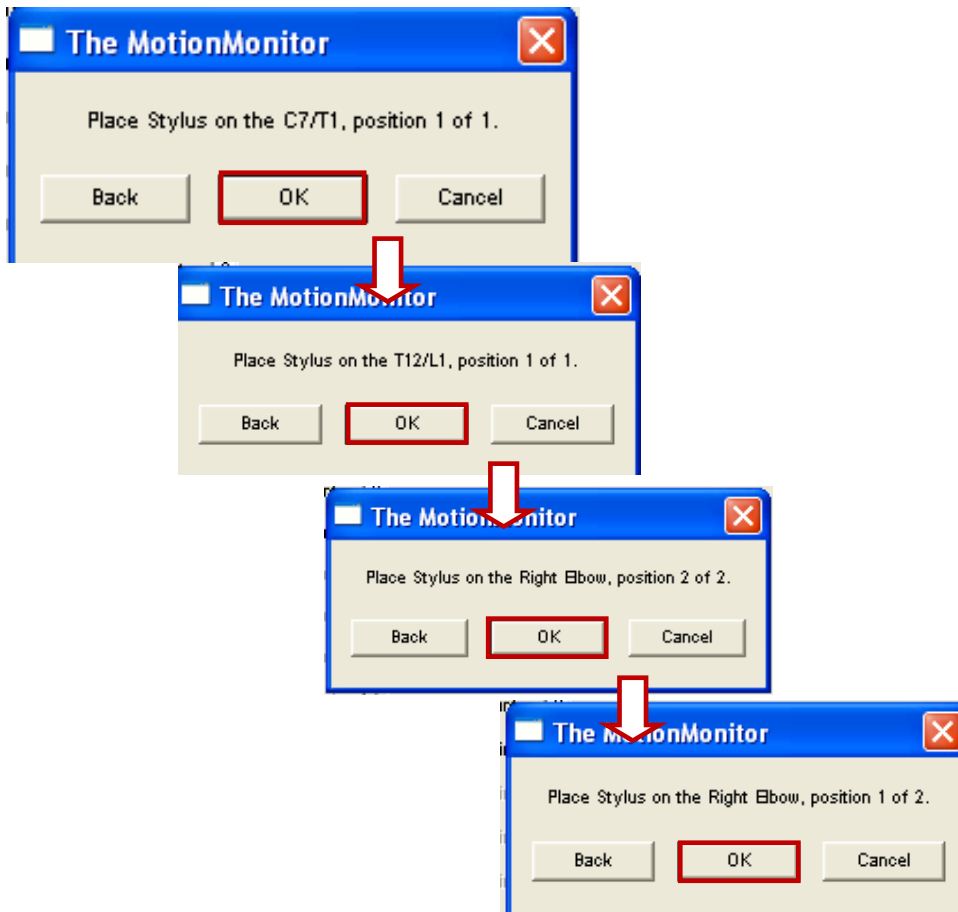 The MotionMonitor
Place Stylus on the C7/T1, position 1 of 1.
Back OK Cancel
The MotionMonitor
Place Stylus on the T12/L1, position 1 of 1.
Back OK Cancel
The MotionMonitor
Place Stylus on the Right Elbow, position 2 of 2.
Back OK Cancel
The MotionMonitor
Place Stylus on the Right Elbow, position 1 of 2.
Back OK Cancel